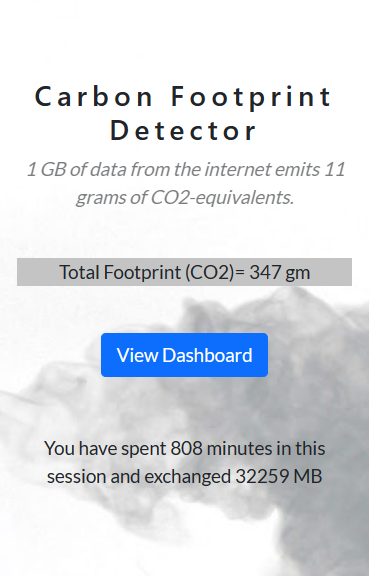 Carbon Footprint
Detector
1 GB of data from the internet emits 11
grams of CO2-equivalents.
Total Footprint (CO2)= 347 gm
View Dashboard
You have spent 808 minutes in this
session and exchanged 32259 MB